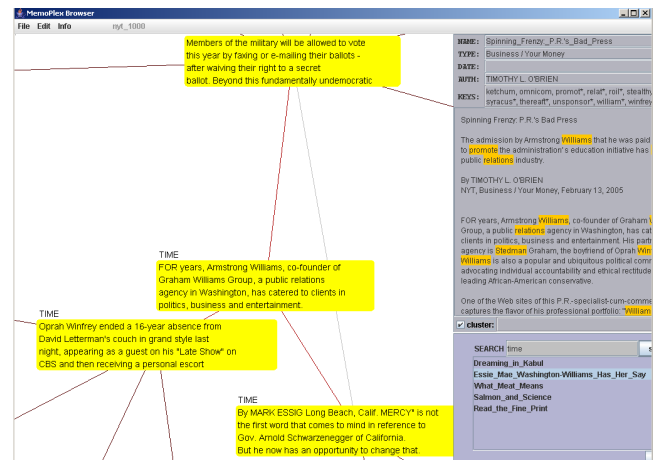 MemoPlex Browser
File Edit Info nyt_1000
Members of the military will be allowed to vote
this year by faxing or e-mailing their ballots -
after waiving their right to a secret
ballot. Beyond this fundamentally undemocratic
TIME
FOR years, Armstrong Williams, co-founder of
Graham Williams Group, a public relations
agency in Washington, has catered to clients in
politics, business and entertainment.
TIME
Oprah Winfrey ended a 16-year absence from
David Letterman's couch in grand style last
night, appearing as a guest on his "Late Show" on
CBS and then receiving a personal escort
TIME
By MARK ESSIG Long Beach, Calif. MERCY" is not
the first word that comes to mind in reference to
Gov. Arnold Schwarzenegger of California.
But he now has an opportunity to change that.
NAME: Spinning_Frenzy:_P.R.'s_Bad_Press
TYPE: Business / Your Money
DATE:
AUTH: TIMOTHY L. O'BRIEN
KEYS: ketchum, omnicom, promot*, relat*, roil*, stealthy
syracus*, thereaft*, unsponsor*, william*, winfrey
Spinning Frenzy: P.R.'s Bad Press
The admission by Armstrong Williams that he was paid
to promote the administration's education initiative has
public relations industry.
By TIMOTHY L. O'BRIEN
NYT, Business / Your Money, February 13, 2005
FOR years, Armstrong Williams, co-founder of Graham
Group, a public relations agency in Washington, has cat
clients in politics, business and entertainment. His part
agency is Stedman Graham, the boyfriend of Oprah Win
Williams is also a popular and ubiquitous political comm
advocating individual accountability and ethical rectitude
leading African-American conservative.
One of the Web sites of this P.R.-specialist-cum-comme
captures the flavor of his professional portfolio: "William
cluster:
SEARCH time s
Dreaming_in_Kabul
Essie_Mae_Washington-Williams_Has_Her_Say
What_Meat_Means
Salmon_and_Science
Read_the_Fine_Print